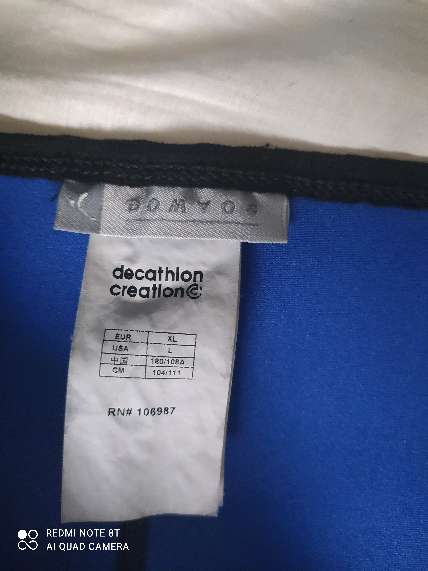 decathlon
creation
EUR XL
USA L
中国 180/108A
CM 104/111
RN# 106987
REDMI NOTE 8T
AI QUAD CAMERA